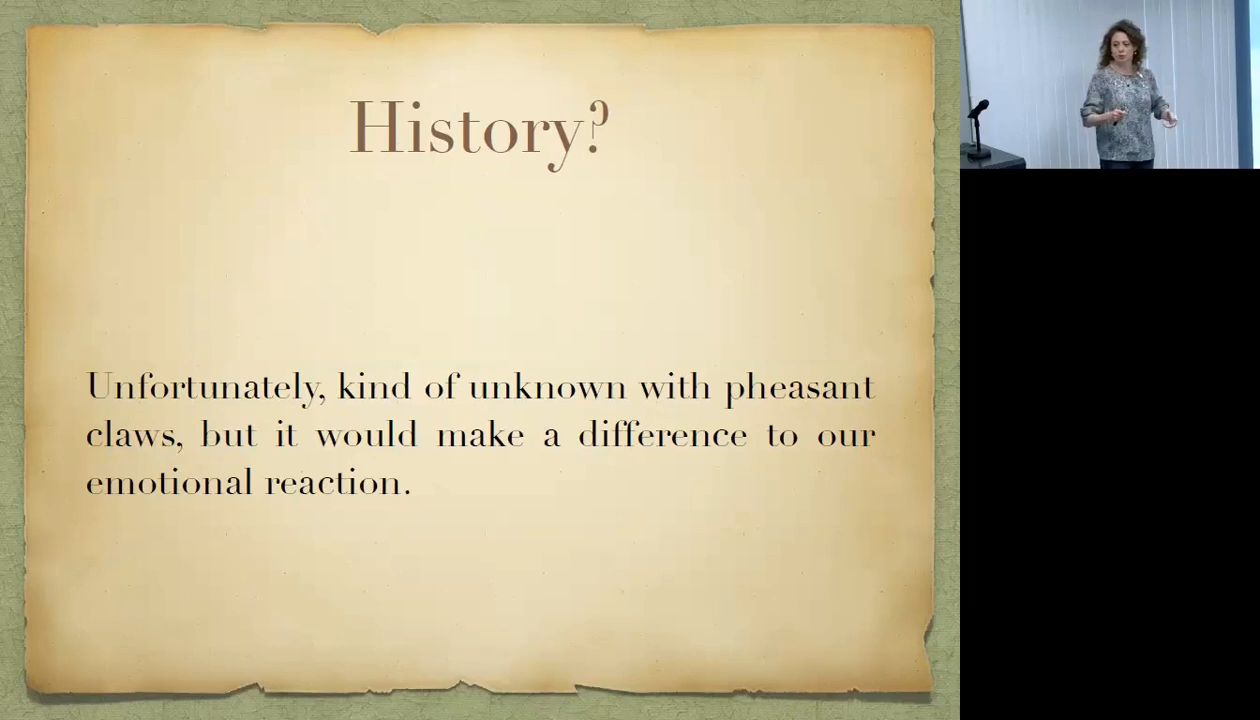 History?
Unfortunately, kind of unknown with pheasant
claws, but it would make a difference to our
emotional reaction.